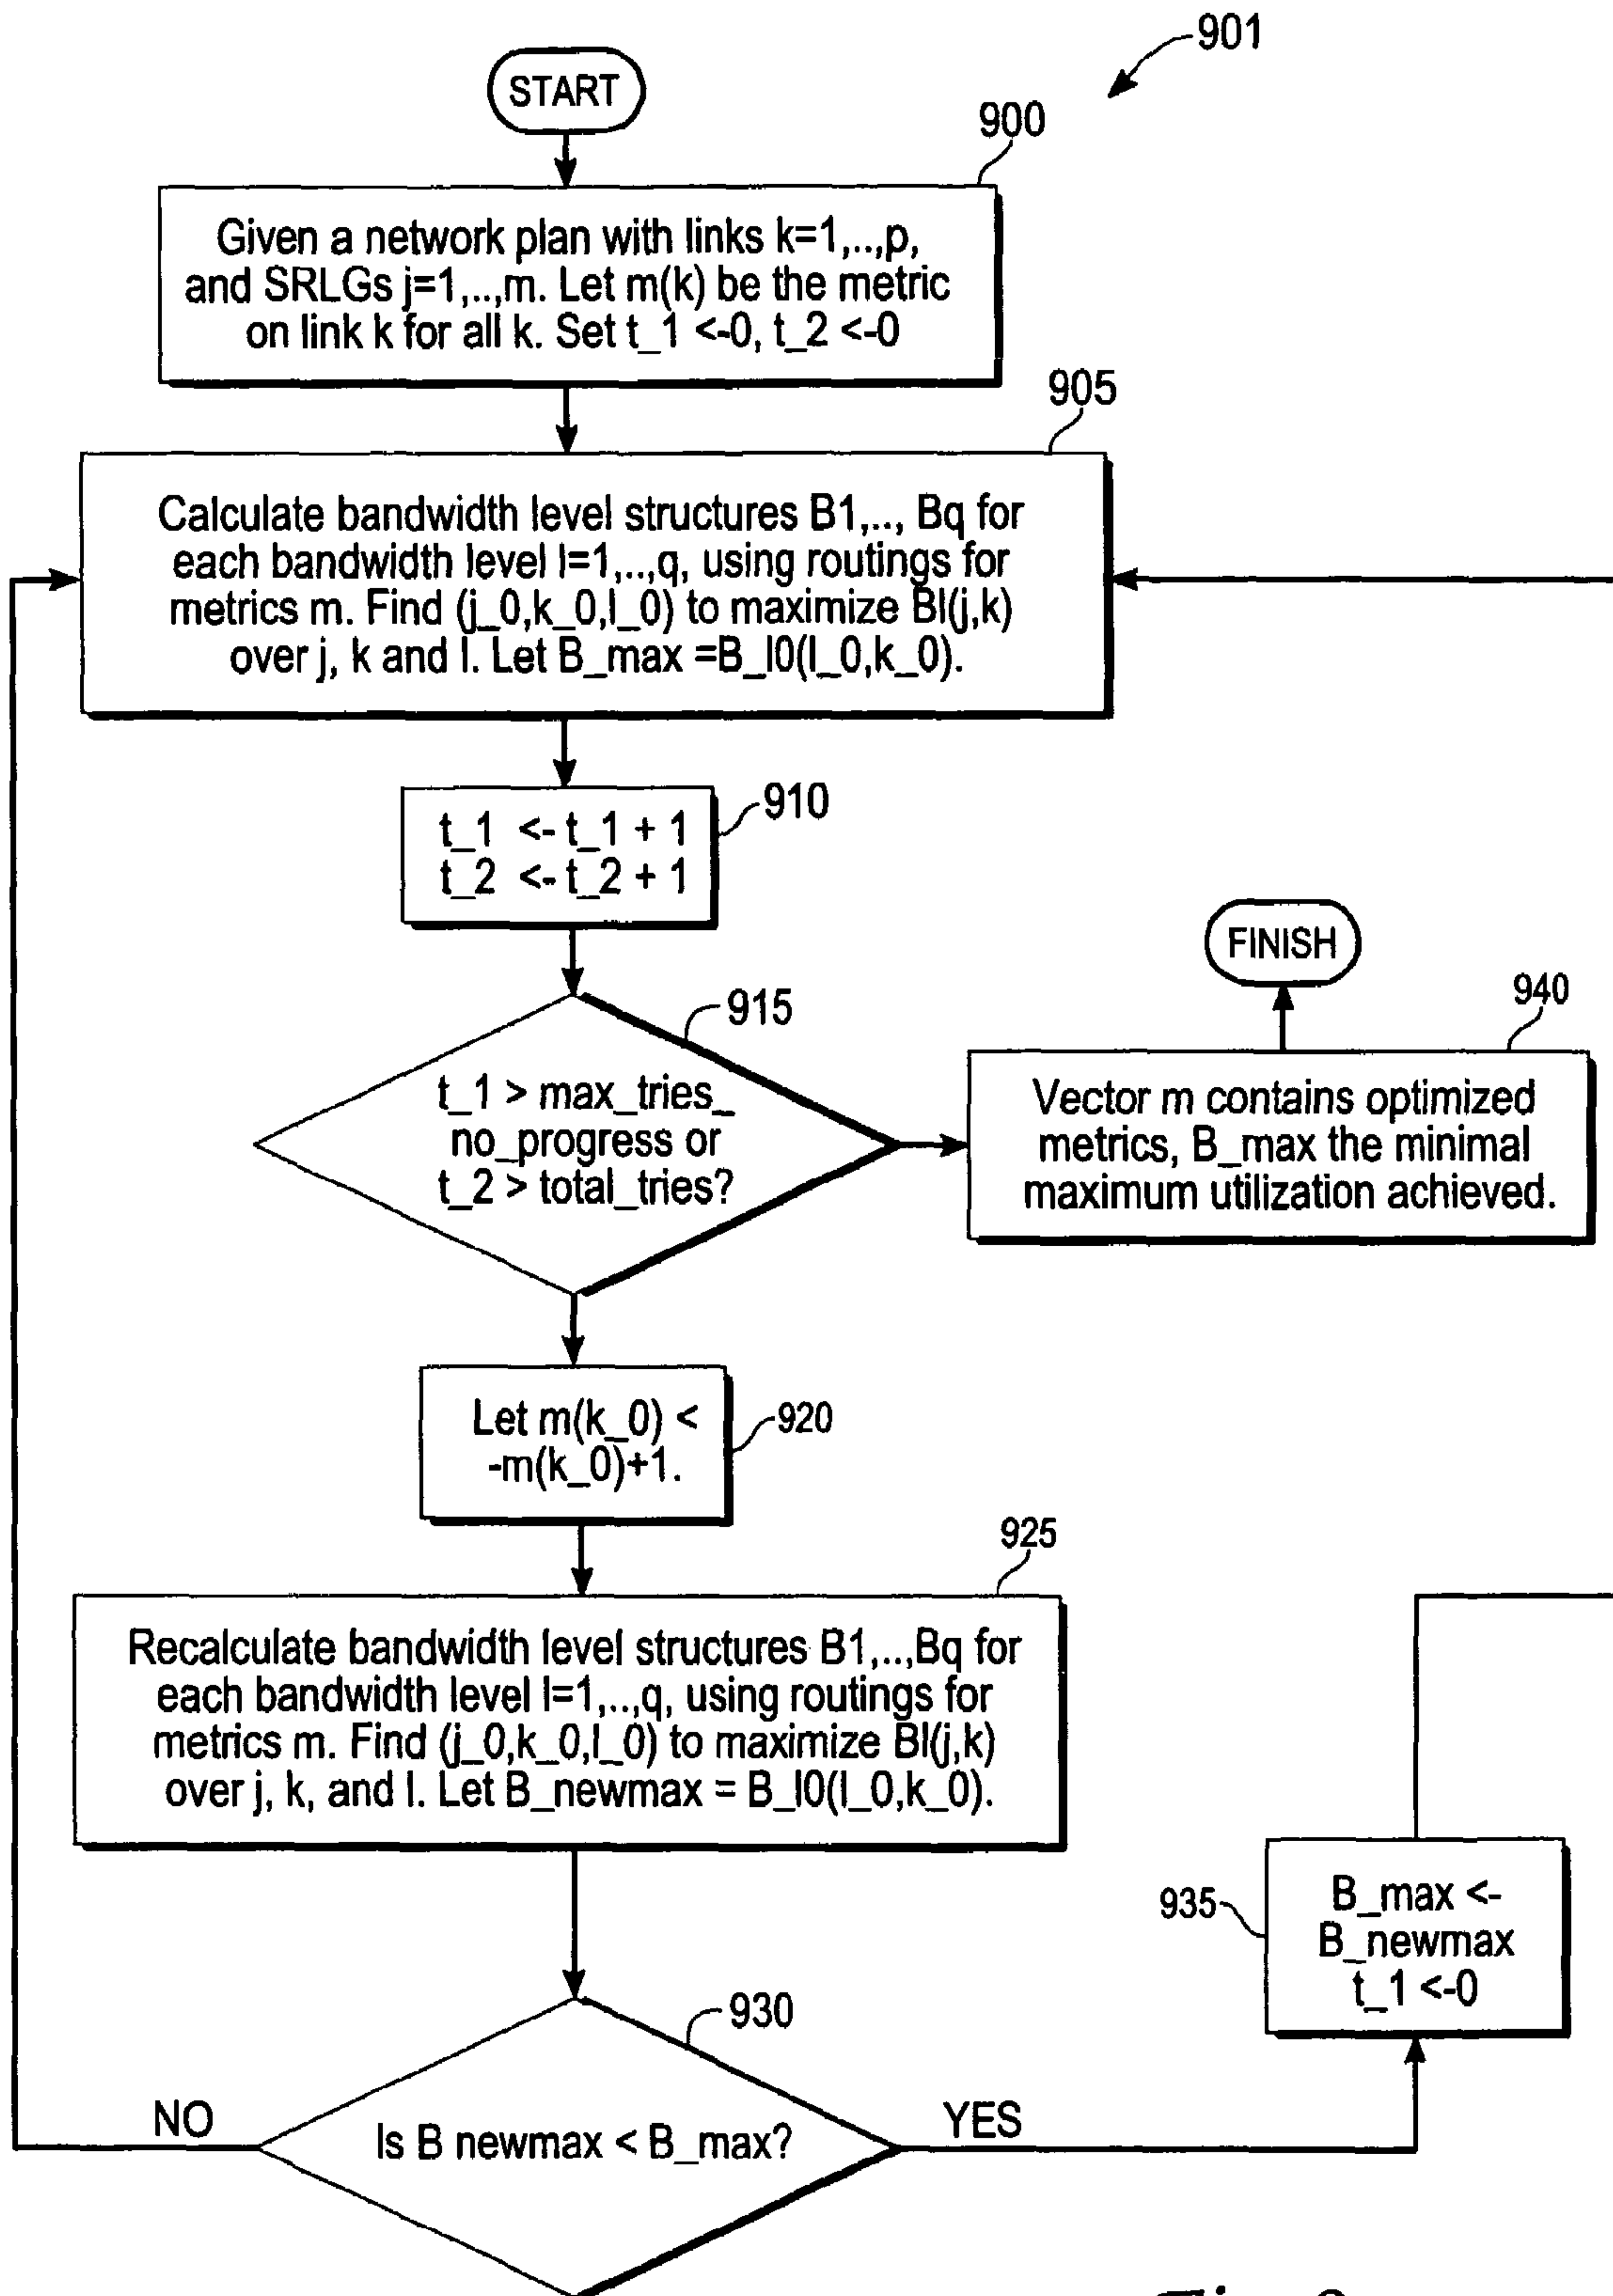 901
START
900
Given a network plan with links k=1,..,p,
and SRLGs j=1,..,m. Let m(k) be the metric
on link k for all k. Set t_1 <-0, t_2 <-0
905
Calculate bandwidth level structures B1,.., Bq for
each bandwidth level l=1,..,q, using routings for
metrics m. Find (j_0,k_0,l_0) to maximize Bl(j,k)
over j, k and l. Let B_max =B_l0(l_0,k_0).
910
t_1 <- t_1 + 1
t_2 <- t_2 + 1
FINISH
915
t_1 > max_tries_
no_progress or
t_2 > total_tries?
940
Vector m contains optimized
metrics, B_max the minimal
maximum utilization achieved.
Let m(k_0) <
-m(k_0)+1.
920
925
Recalculate bandwidth level structures B1,..,Bq for
each bandwidth level l=1,..,q, using routings for
metrics m. Find (j_0,k_0,l_0) to maximize Bl(j,k)
over j, k, and l. Let B_newmax = B_l0(l_0,k_0).
935
B_max <-
B_newmax
t_1 <-0
930
NO
Is B newmax < B_max?
YES